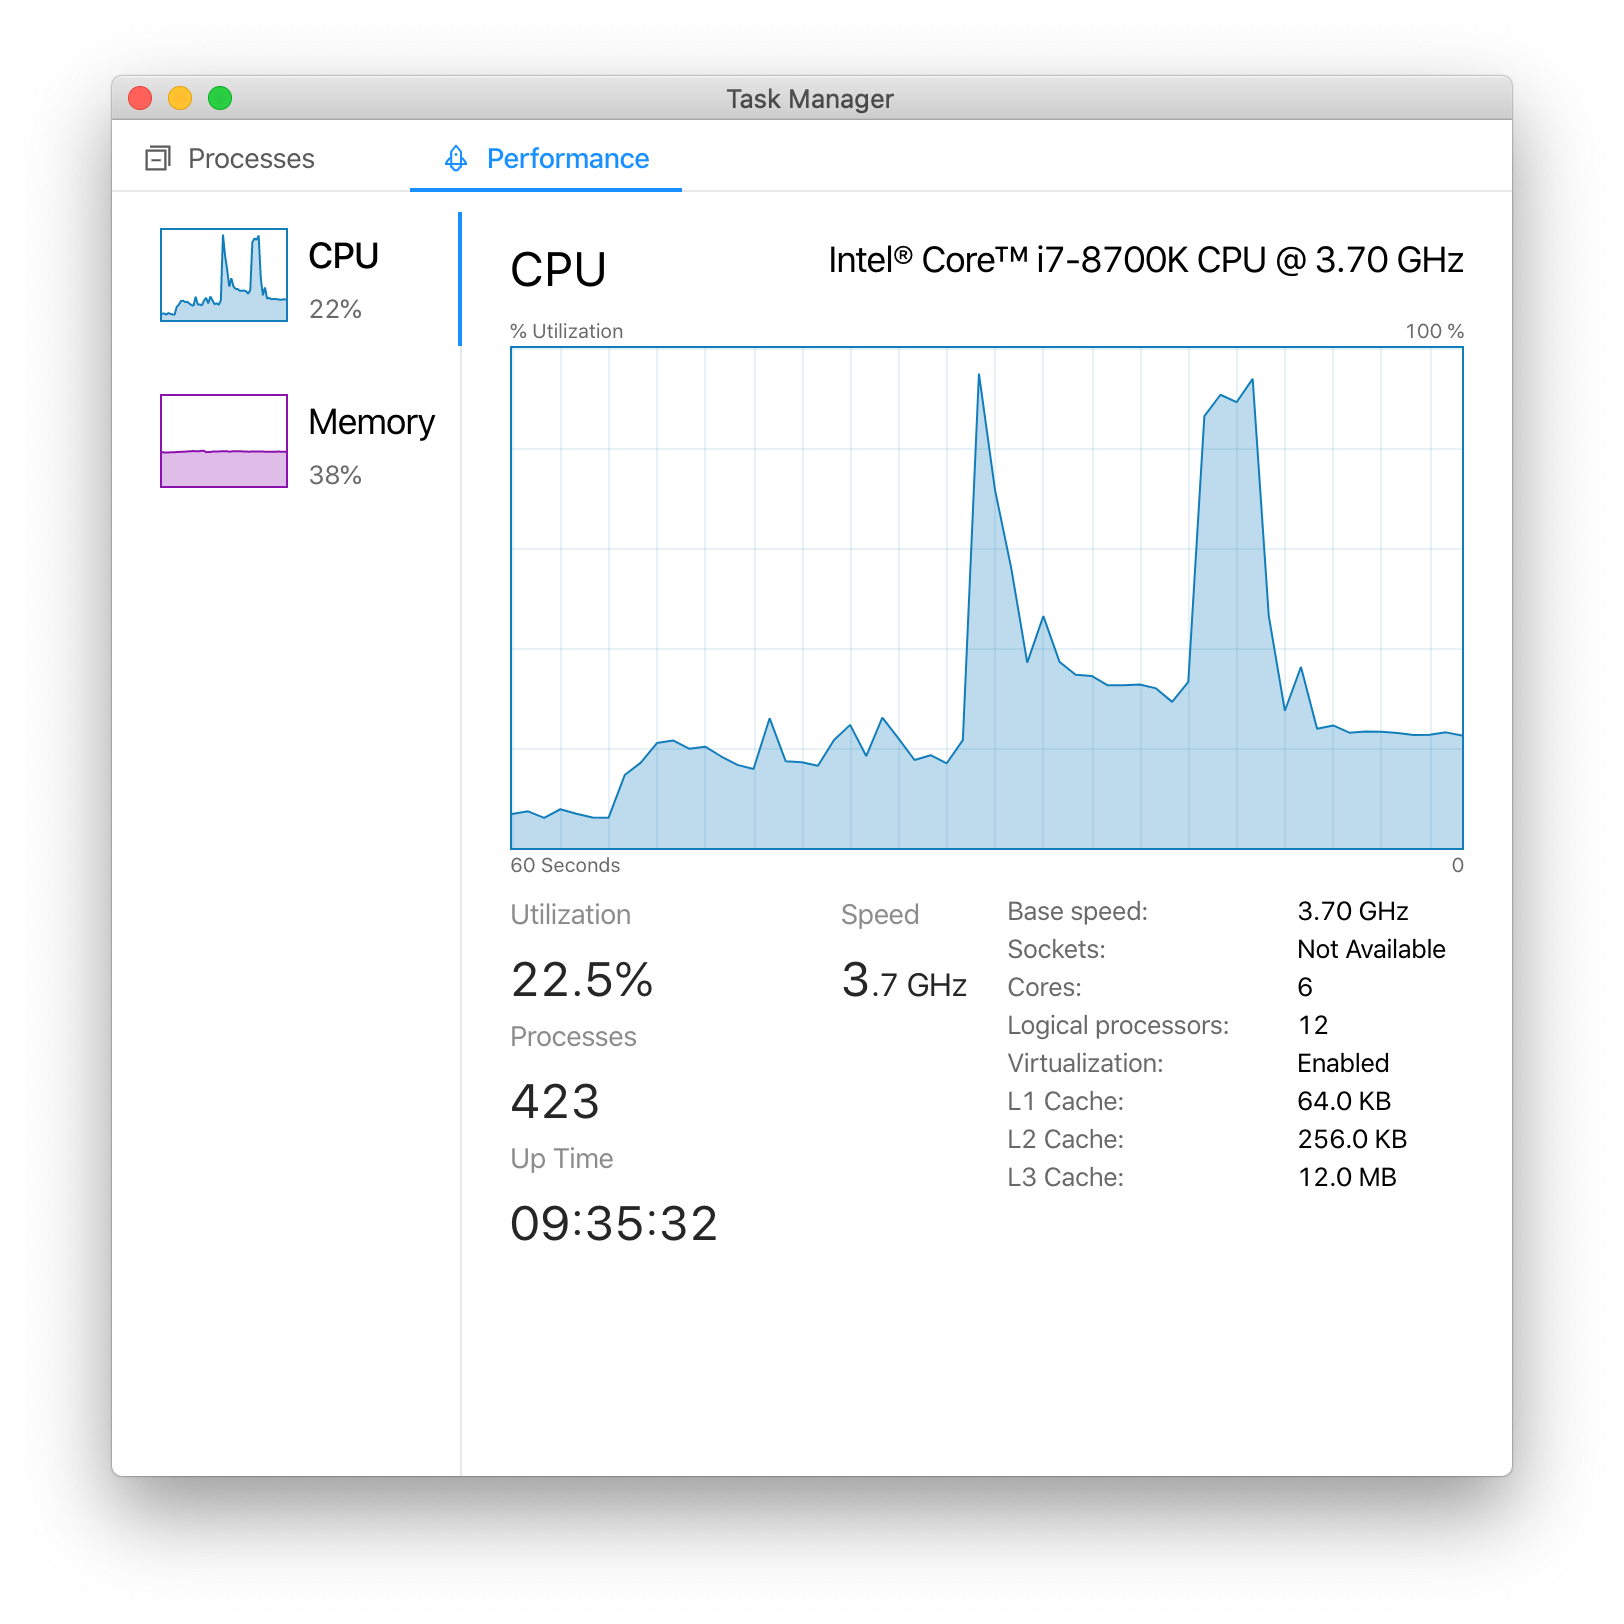 Task Manager
Processes
Performance
CPU
22%
Memory
38%
CPU
Intel® Core™ i7-8700K CPU @ 3.70 GHz
% Utilization
100 %
60 Seconds
0
Utilization
22.5%
Speed
3.7 GHz
Processes
423
Up Time
09:35:32
Base speed: 3.70 GHz
Sockets: Not Available
Cores: 6
Logical processors: 12
Virtualization: Enabled
L1 Cache: 64.0 KB
L2 Cache: 256.0 KB
L3 Cache: 12.0 MB